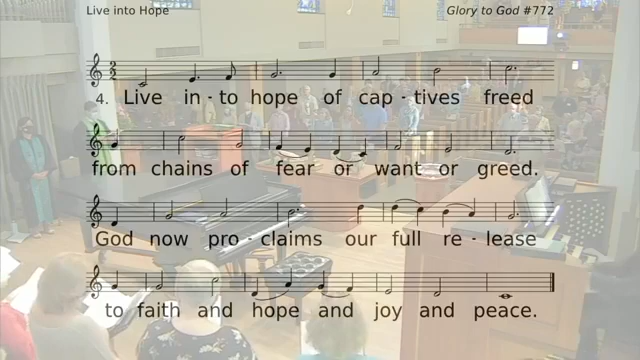 Live into Hope
Glory to God #772
4. Live in - to hope of cap - tives freed
from chains of fear or want or greed.
God now pro - claims our full re - lease
to faith and hope and joy and peace.